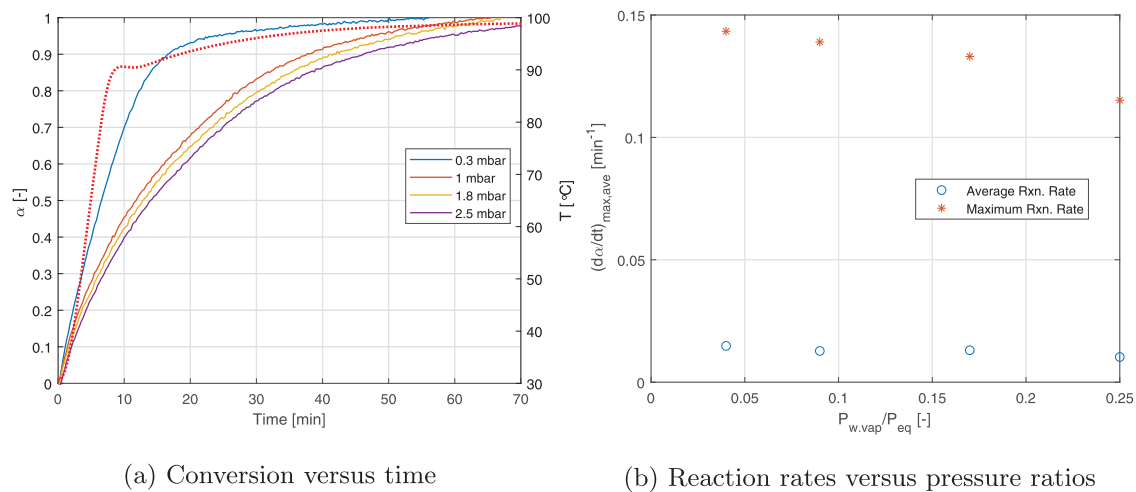 1
0.9
0.8
0.7
0.6
0.5
0.4
0.3
0.2
0.1
0
α [-]
0 10 20 30 40 50 60 70
Time [min]
100
90
80
70
60
50
40
30
T [°C]
0.3 mbar
1 mbar
1.8 mbar
2.5 mbar
(a) Conversion versus time
0.15
0.1
0.05
0
(dα/dt)max,ave [min-1]
0 0.05 0.1 0.15 0.2 0.25
Pw.vap/Peq [-]
Average Rxn. Rate
Maximum Rxn. Rate
(b) Reaction rates versus pressure ratios